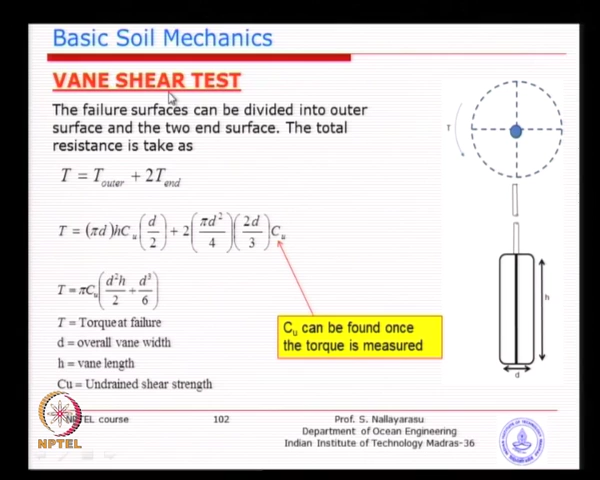 Basic Soil Mechanics
VANE SHEAR TEST
The failure surfaces can be divided into outer
surface and the two end surface. The total
resistance is take as
T = T_outer + 2T_end
T = (πd)hC_u(d/2) + 2(πd²/4)(2d/3)C_u
T = πC_u(d²h/2 + d³/6)
T = Torque at failure
d = overall vane width
h = vane length
Cu = Undrained shear strength
C_u can be found once
the torque is measured
T
h
d
NPTEL course
102
Prof. S. Nallayarasu
Department of Ocean Engineering
Indian Institute of Technology Madras-36
NPTEL